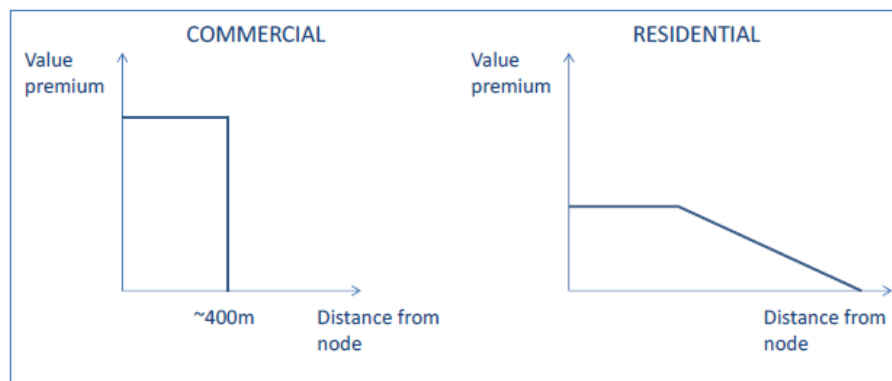 COMMERCIAL
Value
premium
~400m
Distance from
node
RESIDENTIAL
Value
premium
Distance from
node